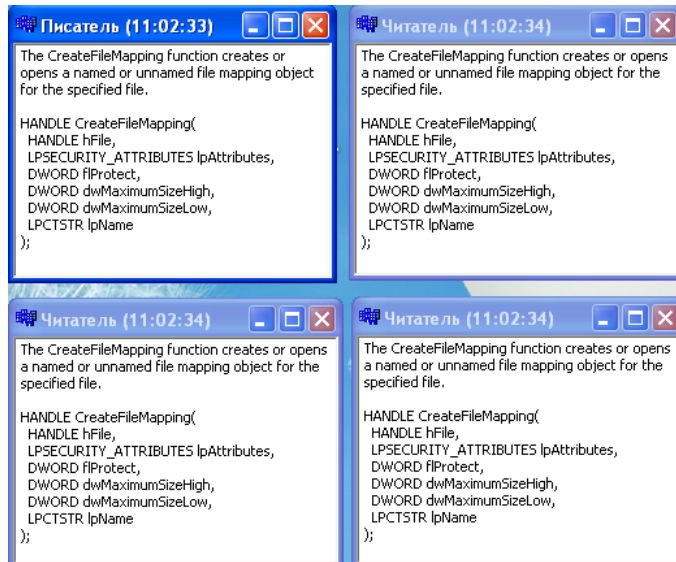 Писатель (11:02:33)
The CreateFileMapping function creates or
opens a named or unnamed file mapping object
for the specified file.
HANDLE CreateFileMapping(
HANDLE hFile,
LPSECURITY_ATTRIBUTES lpAttributes,
DWORD flProtect,
DWORD dwMaximumSizeHigh,
DWORD dwMaximumSizeLow,
LPCTSTR lpName
);
Читатель (11:02:34)
The CreateFileMapping function creates or opens
a named or unnamed file mapping object for the
specified file.
HANDLE CreateFileMapping(
HANDLE hFile,
LPSECURITY_ATTRIBUTES lpAttributes,
DWORD flProtect,
DWORD dwMaximumSizeHigh,
DWORD dwMaximumSizeLow,
LPCTSTR lpName
);
Читатель (11:02:34)
The CreateFileMapping function creates or opens
a named or unnamed file mapping object for the
specified file.
HANDLE CreateFileMapping(
HANDLE hFile,
LPSECURITY_ATTRIBUTES lpAttributes,
DWORD flProtect,
DWORD dwMaximumSizeHigh,
DWORD dwMaximumSizeLow,
LPCTSTR lpName
);
Читатель (11:02:34)
The CreateFileMapping function creates or opens
a named or unnamed file mapping object for the
specified file.
HANDLE CreateFileMapping(
HANDLE hFile,
LPSECURITY_ATTRIBUTES lpAttributes,
DWORD flProtect,
DWORD dwMaximumSizeHigh,
DWORD dwMaximumSizeLow,
LPCTSTR lpName
);